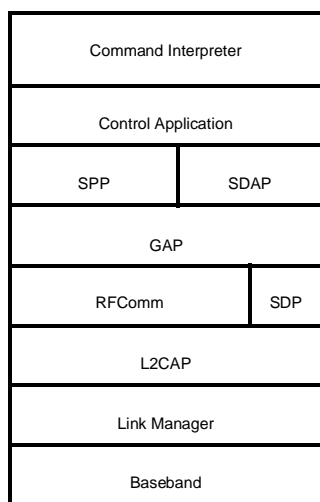 Command Interpreter
Control Application
SPP SDAP
GAP
RFComm SDP
L2CAP
Link Manager
Baseband